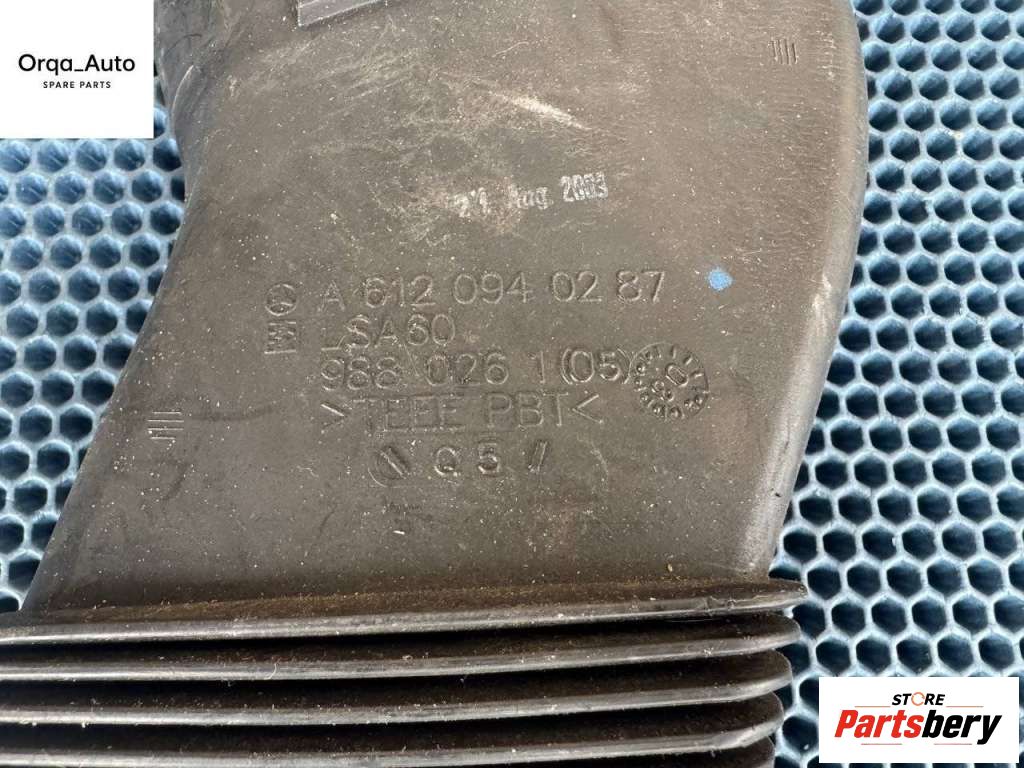 Orqa_Auto
SPARE PARTS
Aug. 2003
A 612 094 02 87
LSA60
988 026 1 (05)
>TEEE PBT<
Q 5 //
STORE
Partsbery